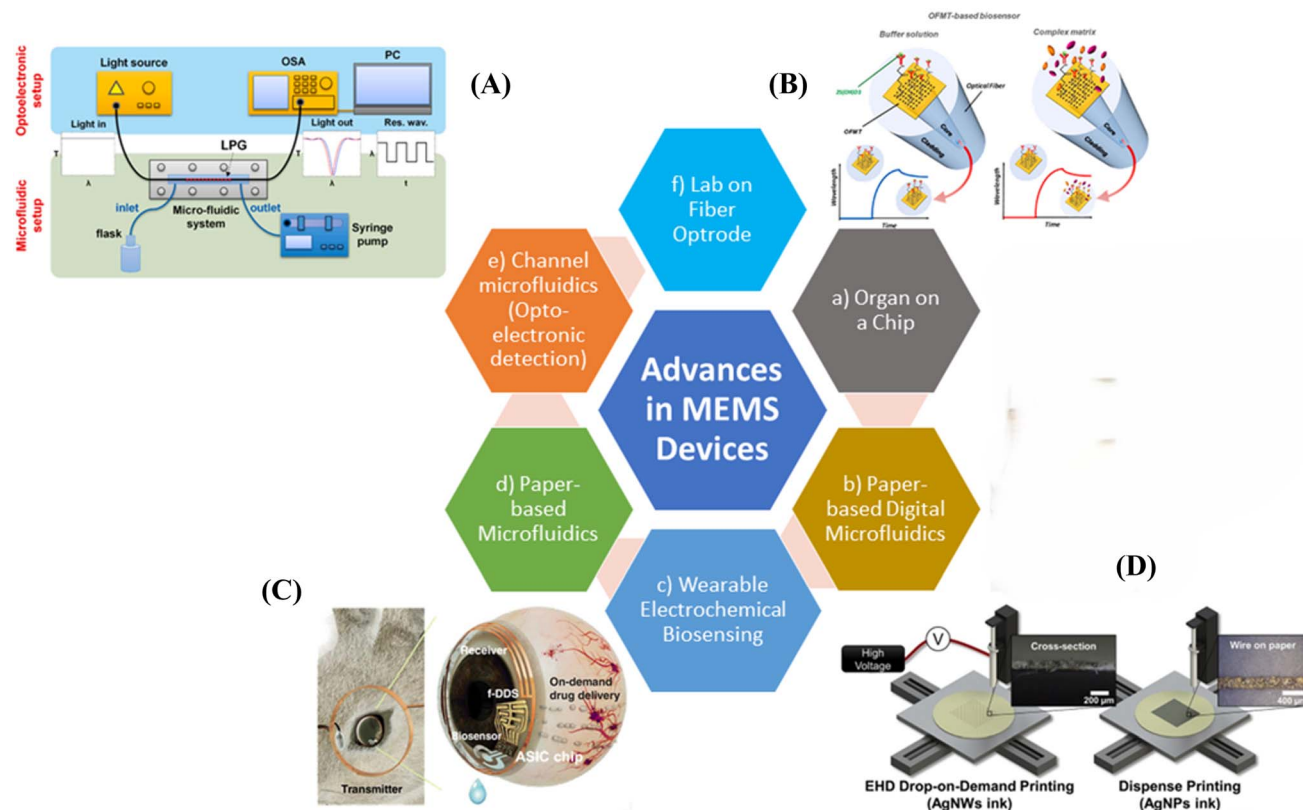 Optoelectronic
setup
Microfluidic
setup
Light source
OSA
PC
Light in
Light out
Res. wav.
T
λ
T
λ
λ
t
LPG
inlet
outlet
Micro-fluidic
system
flask
Syringe
pump
(A)
(B)
OFMT-based biosensor
Buffer solution
Complex matrix
Optical Fiber
OFMT
Core
Cladding
Core
Cladding
Wavelength
Time
Wavelength
Time
f) Lab on
Fiber
Optrode
e) Channel
microfluidics
(Opto-
electronic
detection)
a) Organ on
a Chip
Advances
in MEMS
Devices
d) Paper-
based
Microfluidics
b) Paper-
based Digital
Microfluidics
c) Wearable
Electrochemical
Biosensing
(C)
Transmitter
Receiver
f-DDS
Biosensor
On-demand
drug delivery
ASIC chip
(D)
High
Voltage
V
Cross-section
200 μm
Wire on paper
400 μm
EHD Drop-on-Demand Printing
(AgNWs ink)
Dispense Printing
(AgNPs ink)